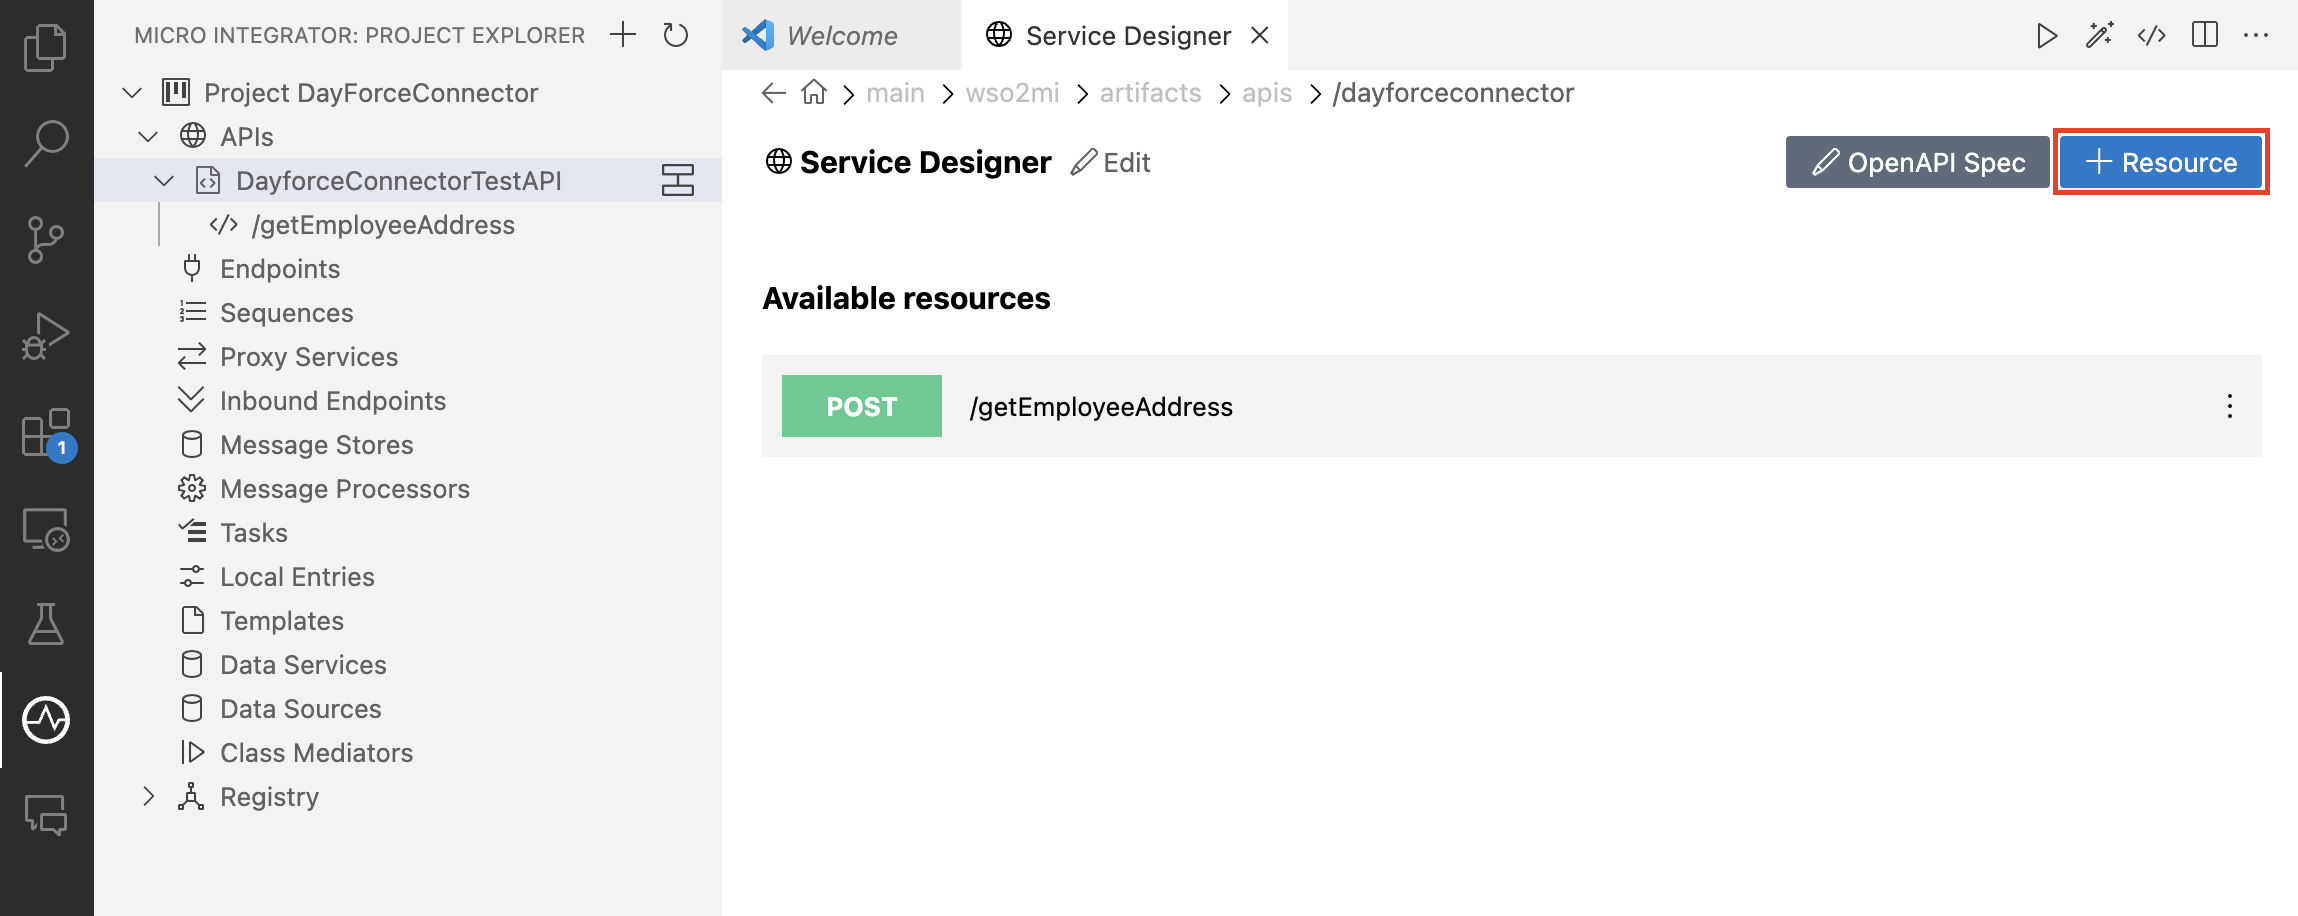 MICRO INTEGRATOR: PROJECT EXPLORER
Project DayForceConnector
APIs
DayforceConnectorTestAPI
/getEmployeeAddress
Endpoints
Sequences
Proxy Services
Inbound Endpoints
Message Stores
Message Processors
Tasks
Local Entries
Templates
Data Services
Data Sources
Class Mediators
Registry
1
Welcome
Service Designer
main > wso2mi > artifacts > apis > /dayforceconnector
Service Designer Edit
OpenAPI Spec
Resource
Available resources
POST /getEmployeeAddress